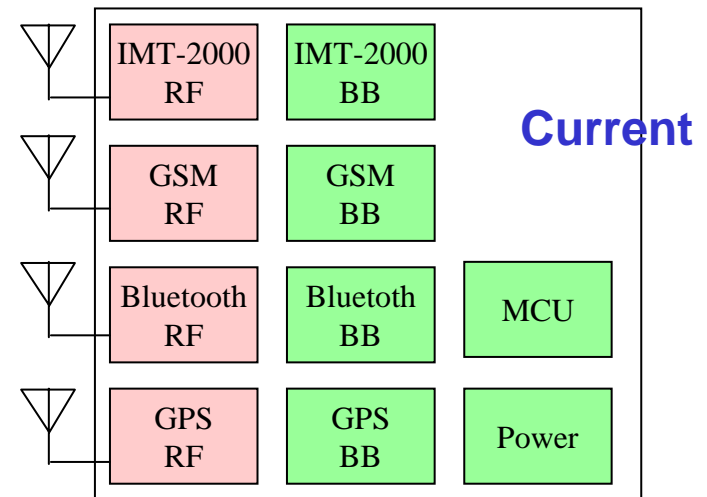 IMT-2000
RF
IMT-2000
BB
Current
GSM
RF
GSM
BB
Bluetooth
RF
Bluetoth
BB
MCU
GPS
RF
GPS
BB
Power